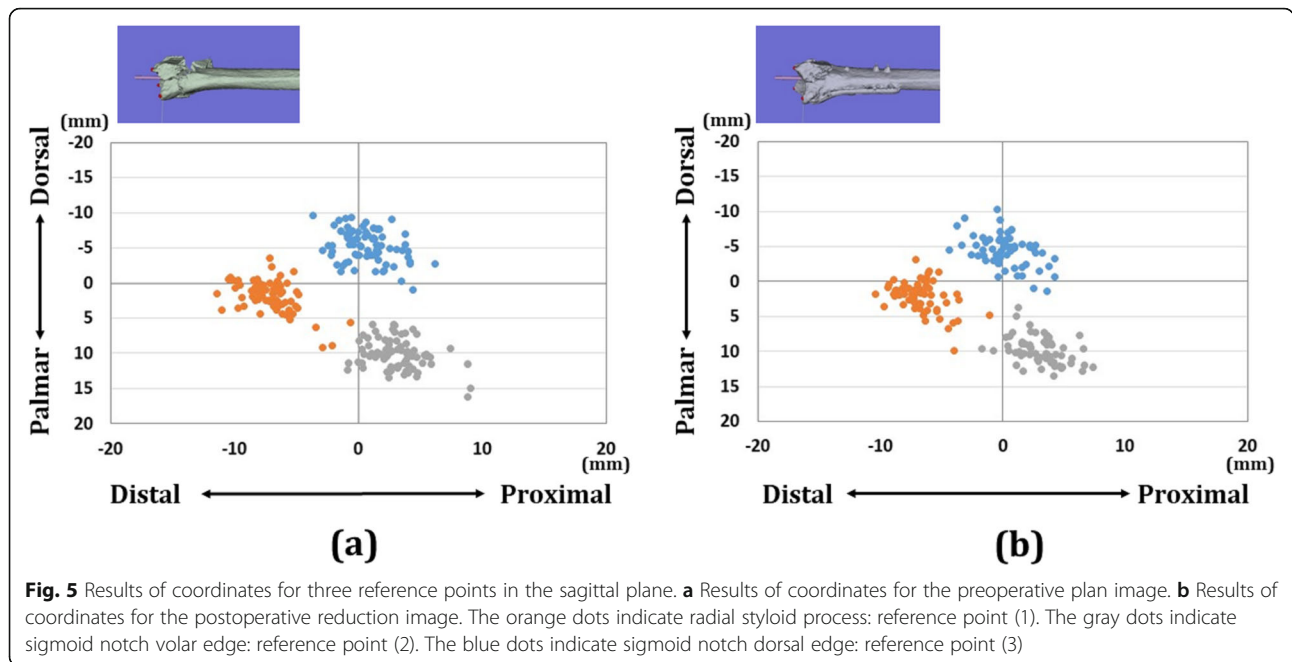 (mm)
-20
-15
-10
-5
0
5
10
15
20
-20 -10 0 10 20
(mm)
Palmar Dorsal
Distal Proximal
(a)
(mm)
-20
-15
-10
-5
0
5
10
15
20
-20 -10 0 10 20
(mm)
Palmar Dorsal
Distal Proximal
(b)
Fig. 5 Results of coordinates for three reference points in the sagittal plane. a Results of coordinates for the preoperative plan image. b Results of
coordinates for the postoperative reduction image. The orange dots indicate radial styloid process: reference point (1). The gray dots indicate
sigmoid notch volar edge: reference point (2). The blue dots indicate sigmoid notch dorsal edge: reference point (3)